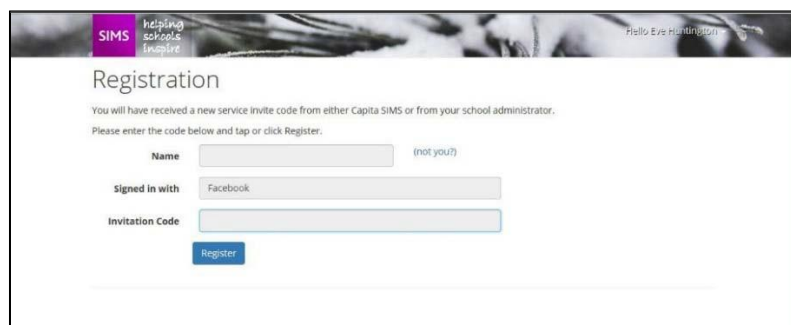 SIMS
helping
schools
inspire
Hello Eve Huntington
Registration
You will have received a new service invite code from either Capita SIMS or from your school administrator.
Please enter the code below and tap or click Register.
Name
(not you?)
Signed in with
Facebook
Invitation Code
Register